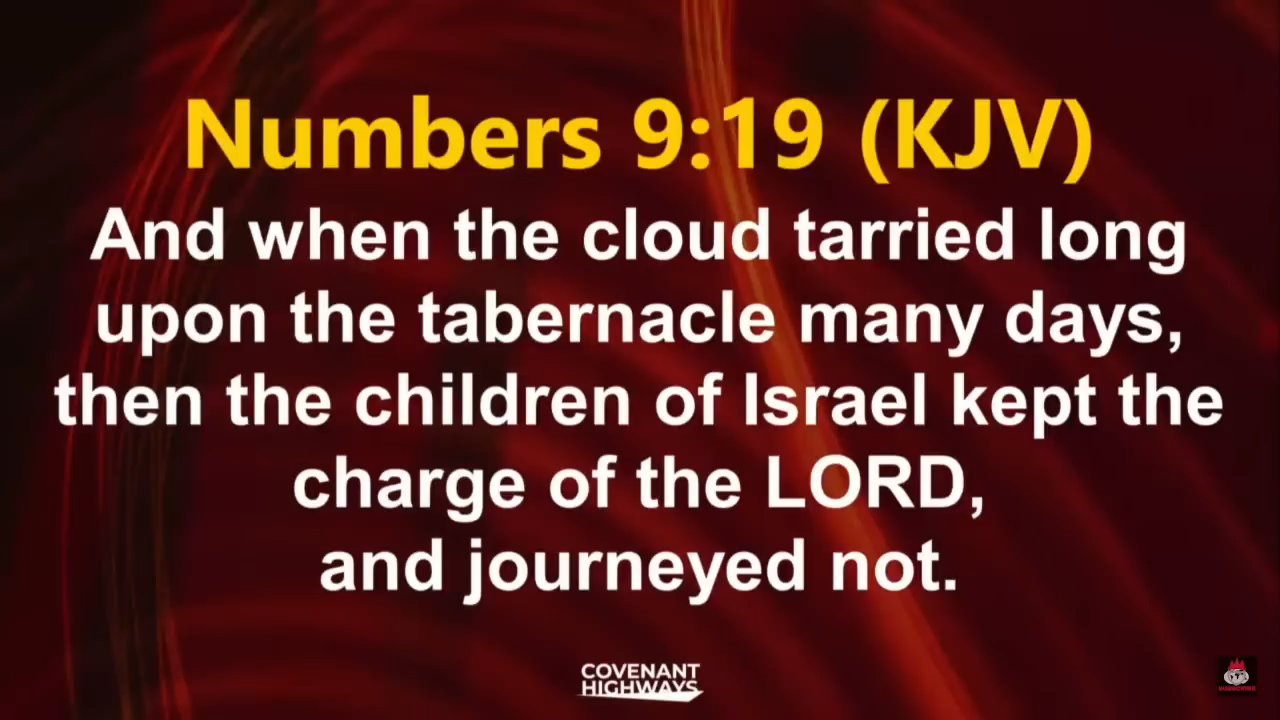 Numbers 9:19 (KJV)
And when the cloud tarried long
upon the tabernacle many days,
then the children of Israel kept the
charge of the LORD,
and journeyed not.
COVENANT
HIGHWAYS
SUBSCRIBE